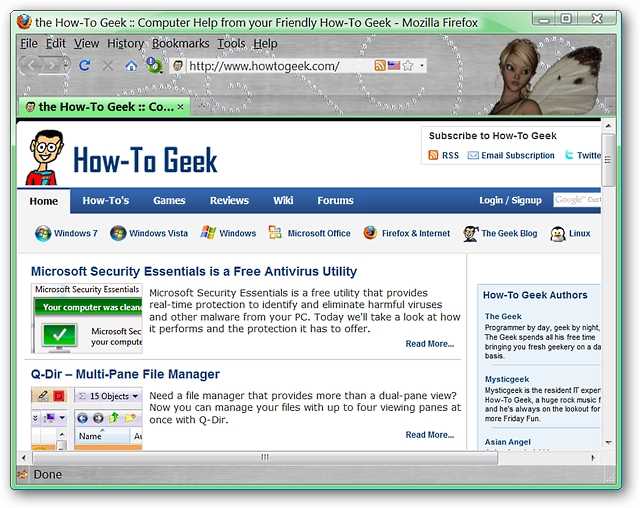 the How-To Geek :: Computer Help from your Friendly How-To Geek - Mozilla Firefox
File Edit View History Bookmarks Tools Help
http://www.howtogeek.com/
the How-To Geek :: Co...
How-To Geek
Subscribe to How-To Geek
RSS Email Subscription Twitte
Home How-To's Games Reviews Wiki Forums Login / Signup Google
Windows 7 Windows Vista Windows Microsoft Office Firefox & Internet The Geek Blog Linux
Microsoft Security Essentials is a Free Antivirus Utility
Microsoft Security Essentials
Your computer was clean
Microsoft Sec
your compute
Microsoft Security Essentials is a free utility that provides
real-time protection to identify and eliminate harmful viruses
and other malware from your PC. Today we'll take a look at how
it performs and the protection it has to offer.
Read More...
Q-Dir – Multi-Pane File Manager
15 Objects
Name Au
Need a file manager that provides more than a dual-pane view?
Now you can manage your files with up to four viewing panes at
once with Q-Dir.
Read More...
How-To Geek Authors
The Geek
Programmer by day, geek by night,
The Geek spends all his free time
bringing you fresh geekery on a da
basis.
Mysticgeek
Mysticgeek is the resident IT exper
How-To Geek, a huge rock music f
and he's always on the lookout for
more Friday Fun.
Asian Angel
Done